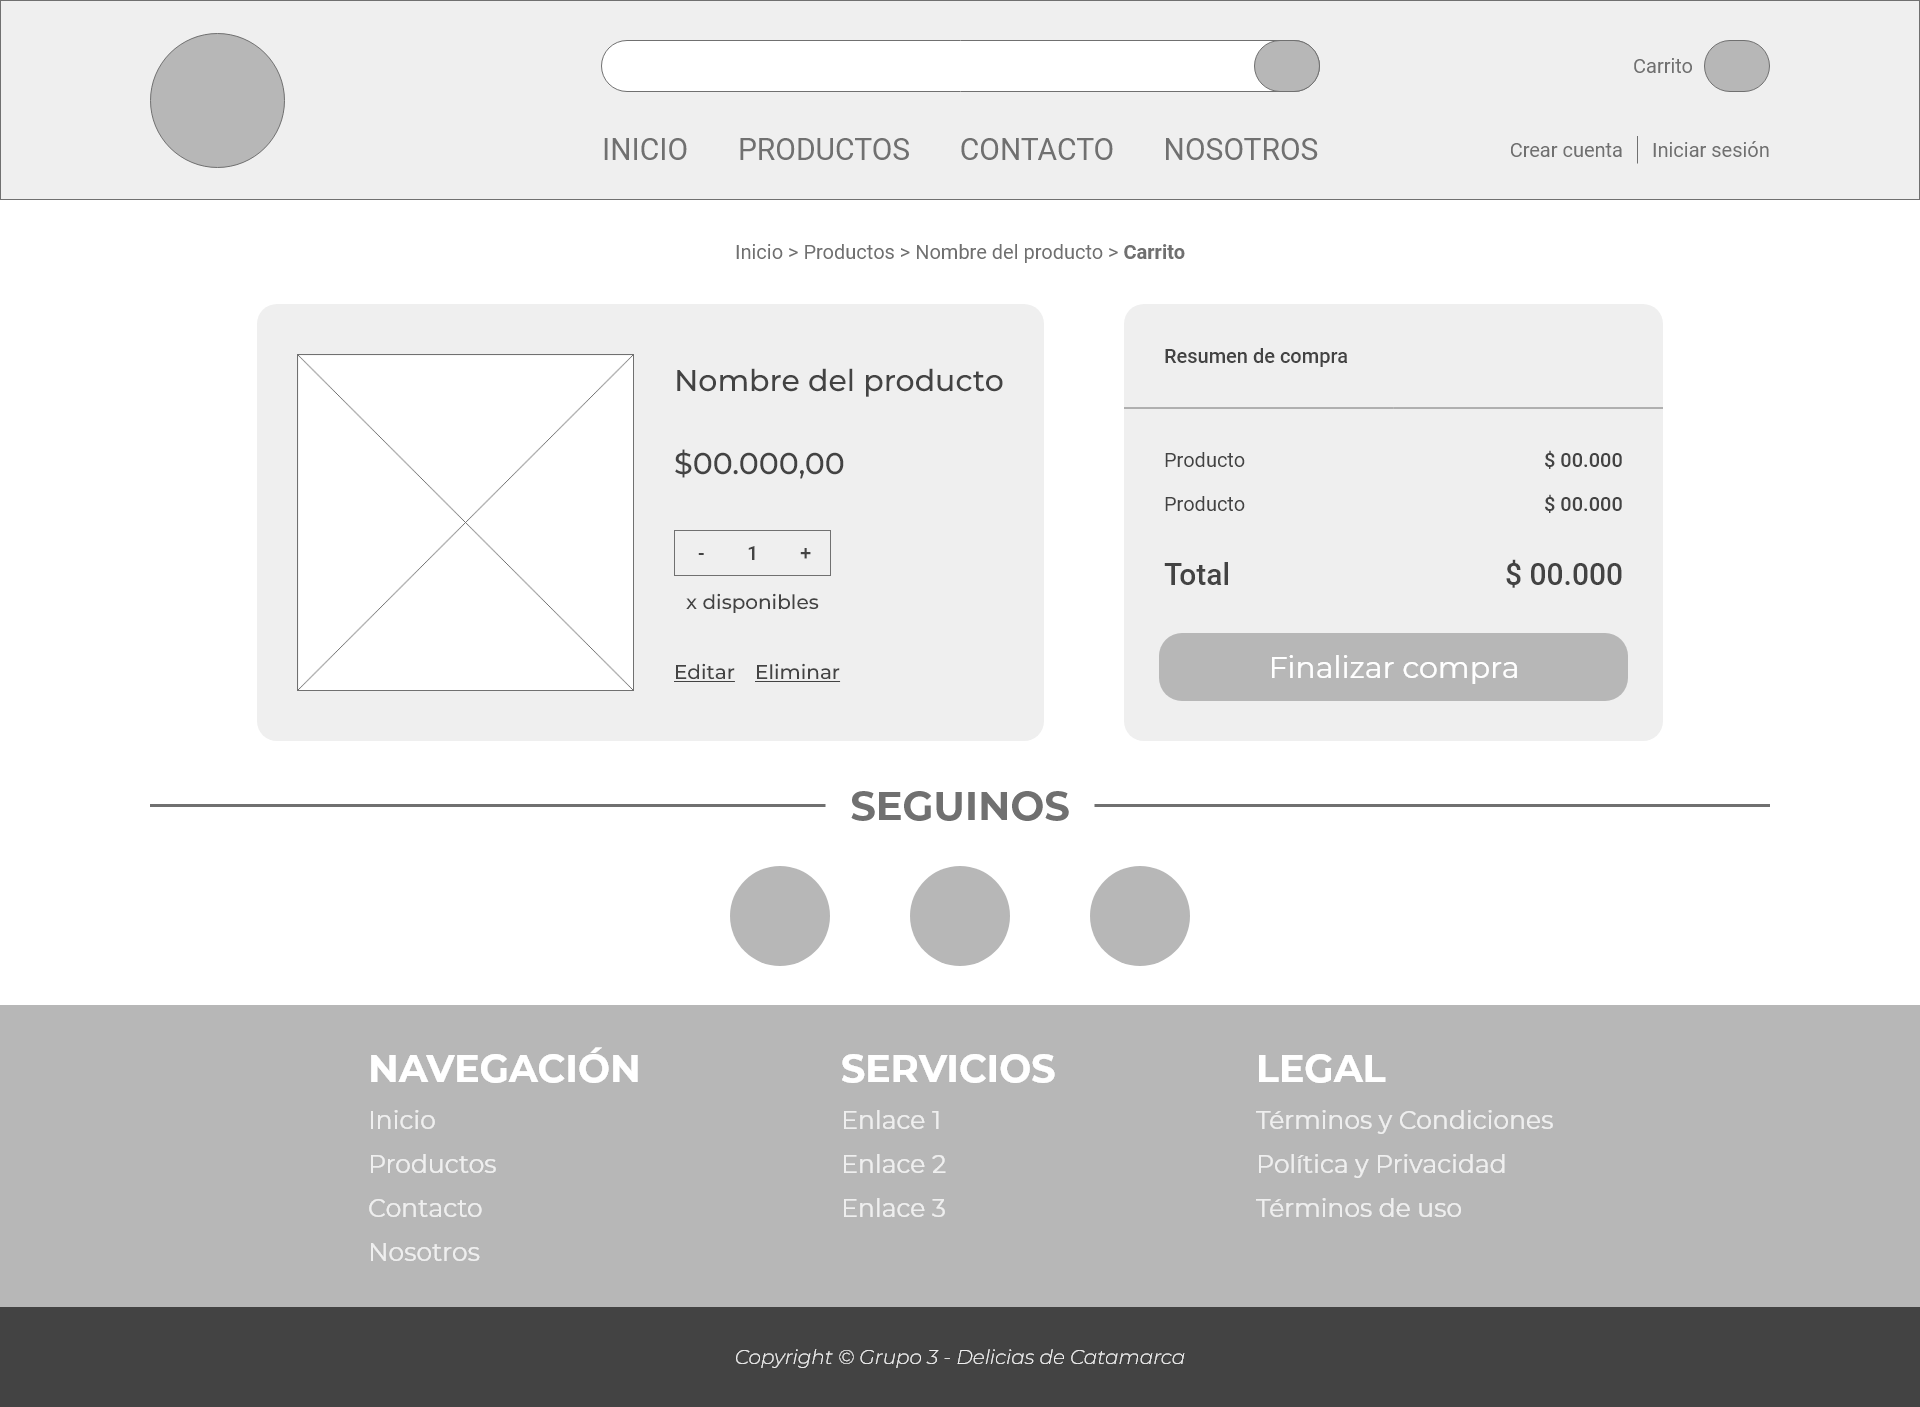 Carrito
INICIO PRODUCTOS CONTACTO NOSOTROS
Crear cuenta | Iniciar sesión
Inicio > Productos > Nombre del producto > Carrito
Nombre del producto
$00.000,00
- 1 +
x disponibles
Editar Eliminar
Resumen de compra
Producto $ 00.000
Producto $ 00.000
Total $ 00.000
Finalizar compra
SEGUINOS
NAVEGACIÓN
Inicio
Productos
Contacto
Nosotros
SERVICIOS
Enlace 1
Enlace 2
Enlace 3
LEGAL
Términos y Condiciones
Política y Privacidad
Términos de uso
Copyright © Grupo 3 - Delicias de Catamarca